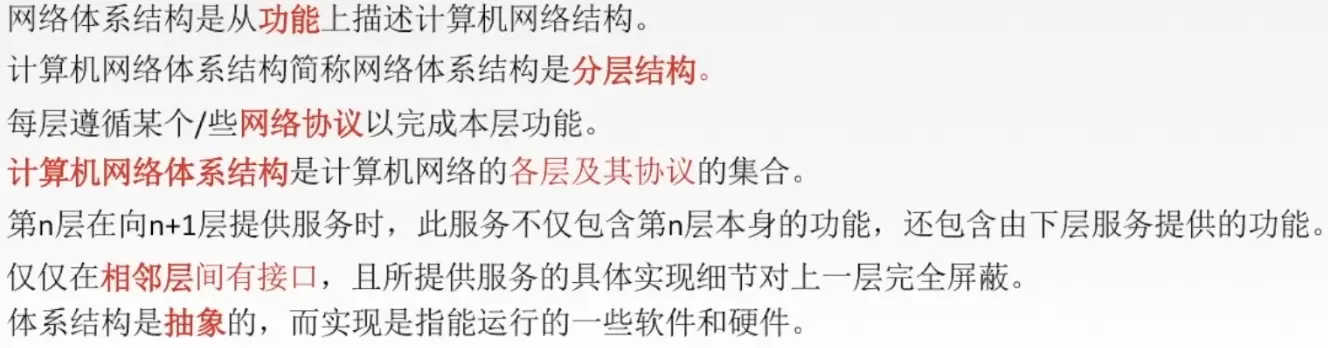 网络体系结构是从功能上描述计算机网络结构。
计算机网络体系结构简称网络体系结构是分层结构。
每层遵循某个/些网络协议以完成本层功能。
计算机网络体系结构是计算机网络的各层及其协议的集合。
第n层在向n+1层提供服务时，此服务不仅包含第n层本身的功能，还包含由下层服务提供的功能。
仅仅在相邻层间有接口，且所提供服务的具体实现细节对上一层完全屏蔽。
体系结构是抽象的，而实现是指能运行的一些软件和硬件。